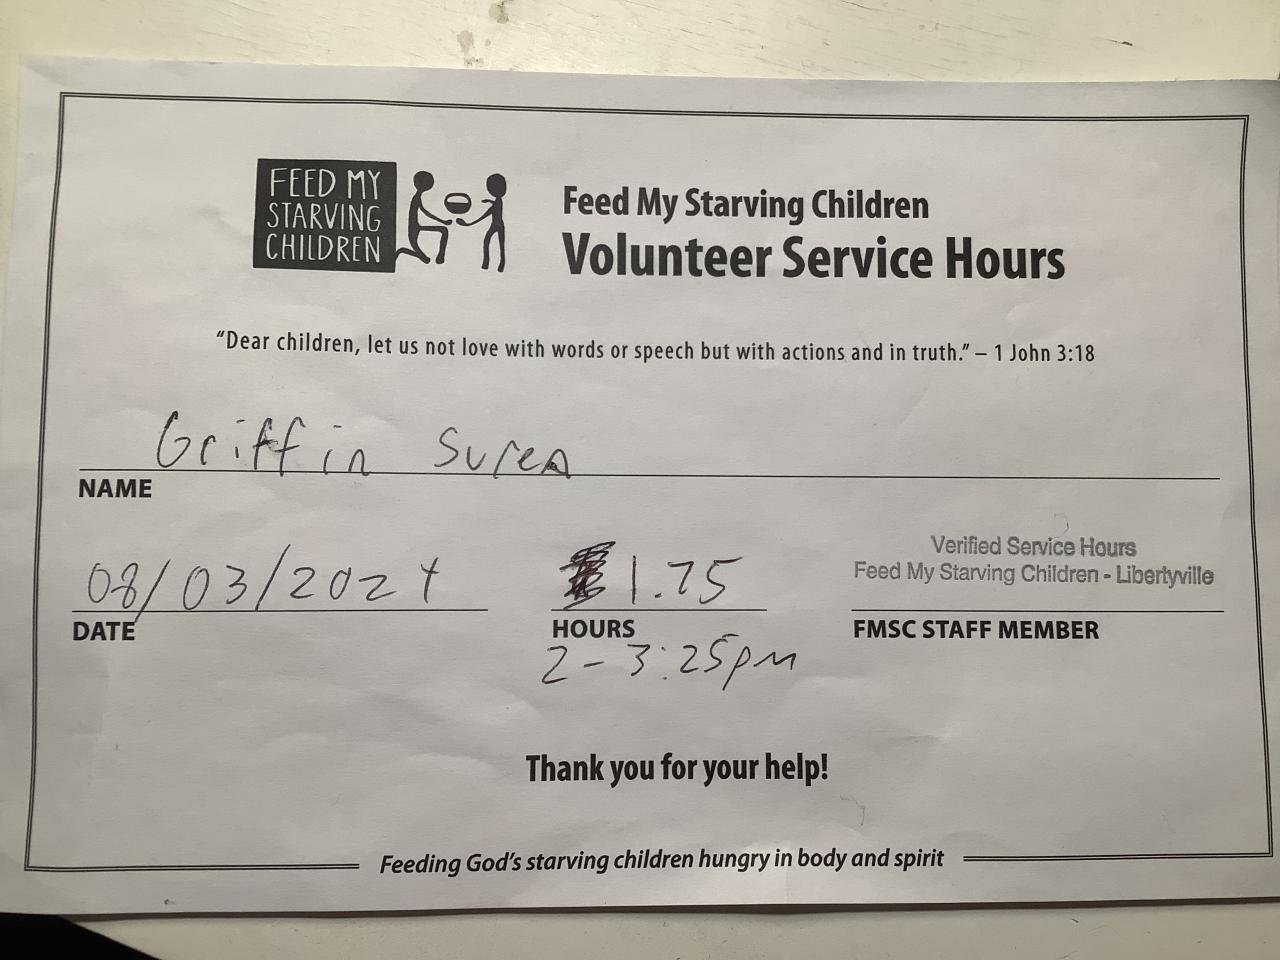 FEED MY
STARVING
CHILDREN
Feed My Starving Children
Volunteer Service Hours
“Dear children, let us not love with words or speech but with actions and in truth.” – 1 John 3:18
Griffin Suren
NAME
08/03/2024
DATE
1.75
HOURS
2-3:25pm
Verified Service Hours
Feed My Starving Children - Libertyville
FMSC STAFF MEMBER
Thank you for your help!
Feeding God's starving children hungry in body and spirit